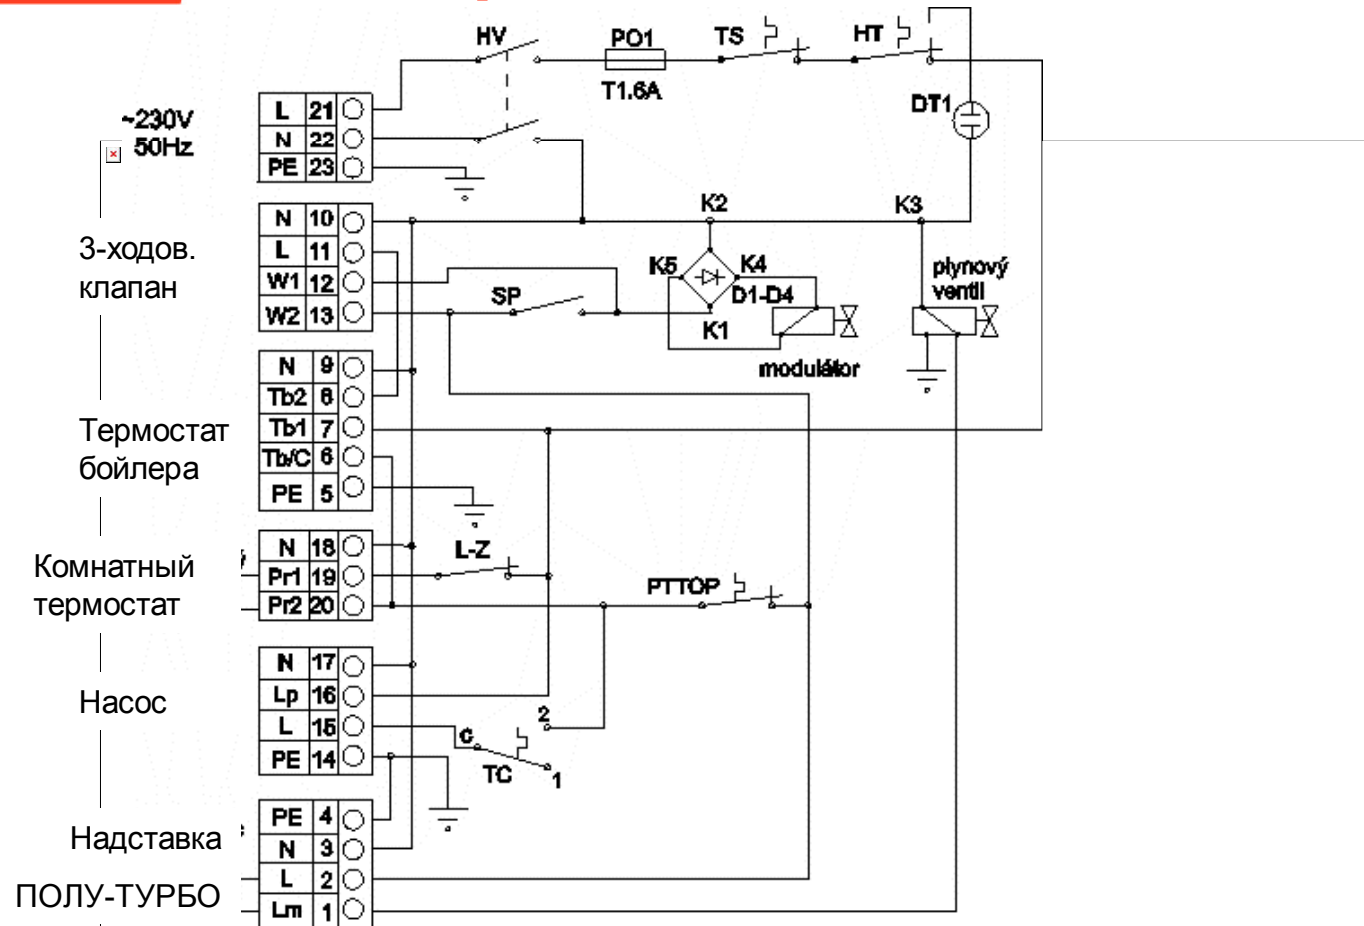 HV
PO1
T1.6A
TS
HT
DT1
~230V
50Hz
L 21
N 22
PE 23
3-ходов.
клапан
N 10
L 11
W1 12
W2 13
SP
K2
K3
K5
K4
D1-D4
K1
modulátor
plynový
ventil
Термостат
бойлера
N 9
Tb2 8
Tb1 7
Tb/C 6
PE 5
Комнатный
термостат
N 18
Pr1 19
Pr2 20
L-Z
PTTOP
Насос
N 17
Lp 16
L 15
PE 14
C
2
TC
1
Надставка
ПОЛУ-ТУРБО
PE 4
N 3
L 2
Lm 1